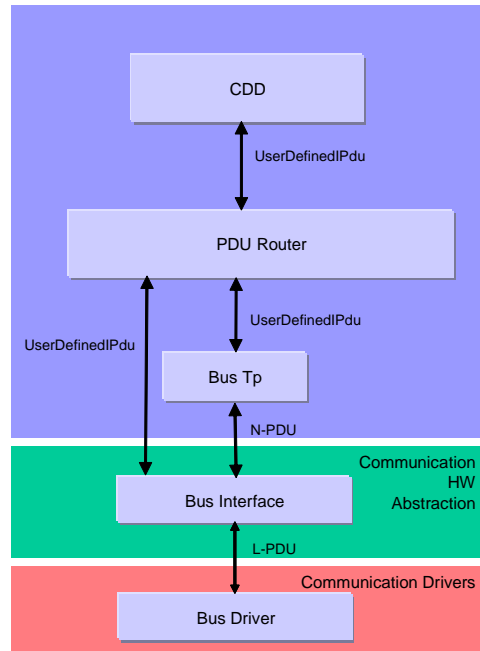 CDD
UserDefinedIPdu
PDU Router
UserDefinedIPdu
UserDefinedIPdu
Bus Tp
N-PDU
Communication
HW
Abstraction
Bus Interface
L-PDU
Communication Drivers
Bus Driver